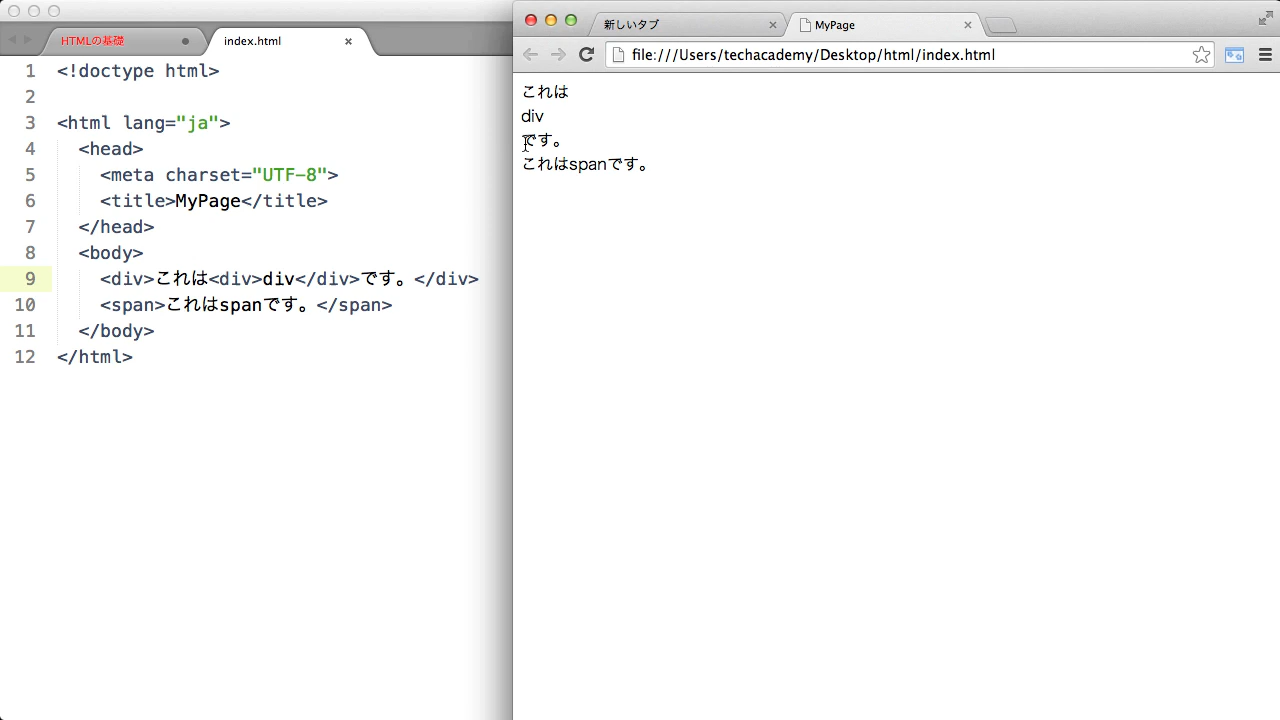 HTMLの基礎
index.html
1 <!doctype html>
2
3 <html lang="ja">
4 <head>
5 <meta charset="UTF-8">
6 <title>MyPage</title>
7 </head>
8 <body>
9 <div>これは<div>div</div>です。</div>
10 <span>これはspanです。</span>
11 </body>
12 </html>
新しいタブ
MyPage
file:///Users/techacademy/Desktop/html/index.html
これは
div
です。
これはspanです。